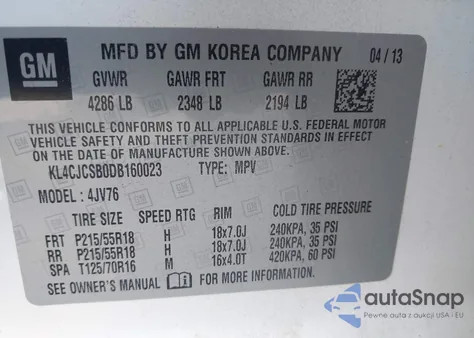 GM MFD BY GM KOREA COMPANY 04 / 13
GVWR GAWR FRT GAWR RR
4286 LB 2348 LB 2194 LB
THIS VEHICLE CONFORMS TO ALL APPLICABLE U.S. FEDERAL MOTOR
VEHICLE SAFETY AND THEFT PREVENTION STANDARDS IN EFFECT ON
THE DATE OF MANUFACTURE SHOWN ABOVE.
KL4CJCSB0DB160023 TYPE: MPV
MODEL : 4JV76
TIRE SIZE SPEED RTG RIM COLD TIRE PRESSURE
FRT P215/55R18 H 18x7.0J 240KPA, 35 PSI
RR P215/55R18 H 18x7.0J 240KPA, 35 PSI
SPA T125/70R16 M 16x4.0T 420KPA, 60 PSI
SEE OWNER'S MANUAL FOR MORE INFORMATION.
autoSnap
Pewne auta z aukcji USA i EU